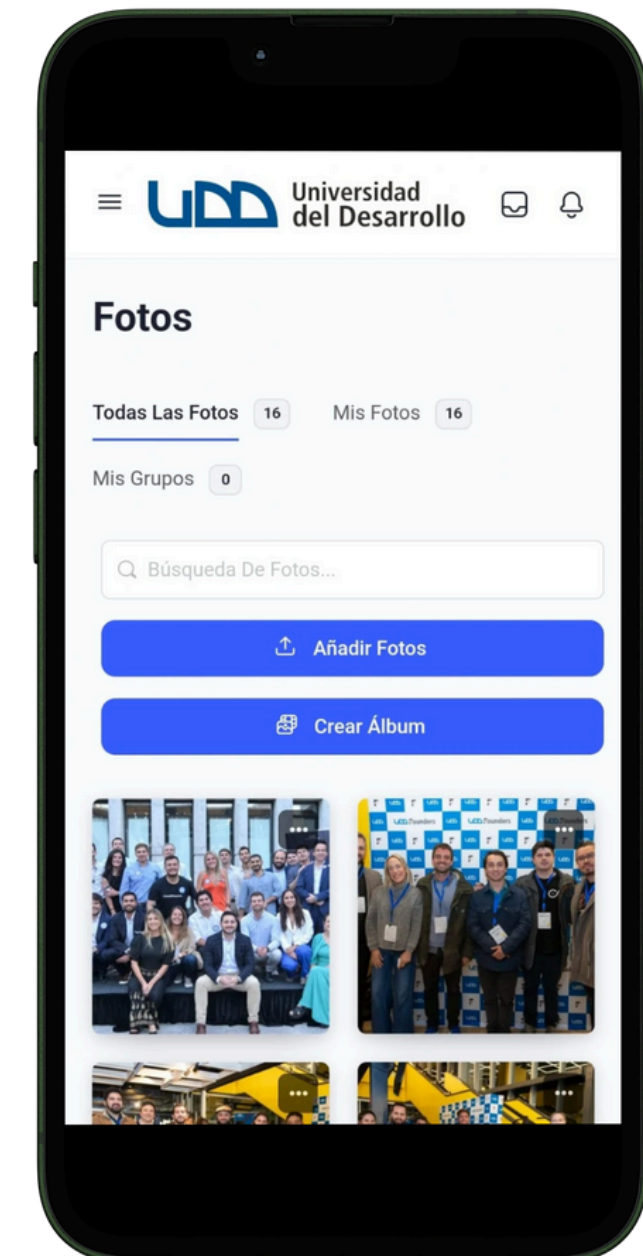 UDD Universidad
del Desarrollo
Fotos
Todas Las Fotos 16 Mis Fotos 16
Mis Grupos 0
Búsqueda De Fotos...
Añadir Fotos
Crear Álbum